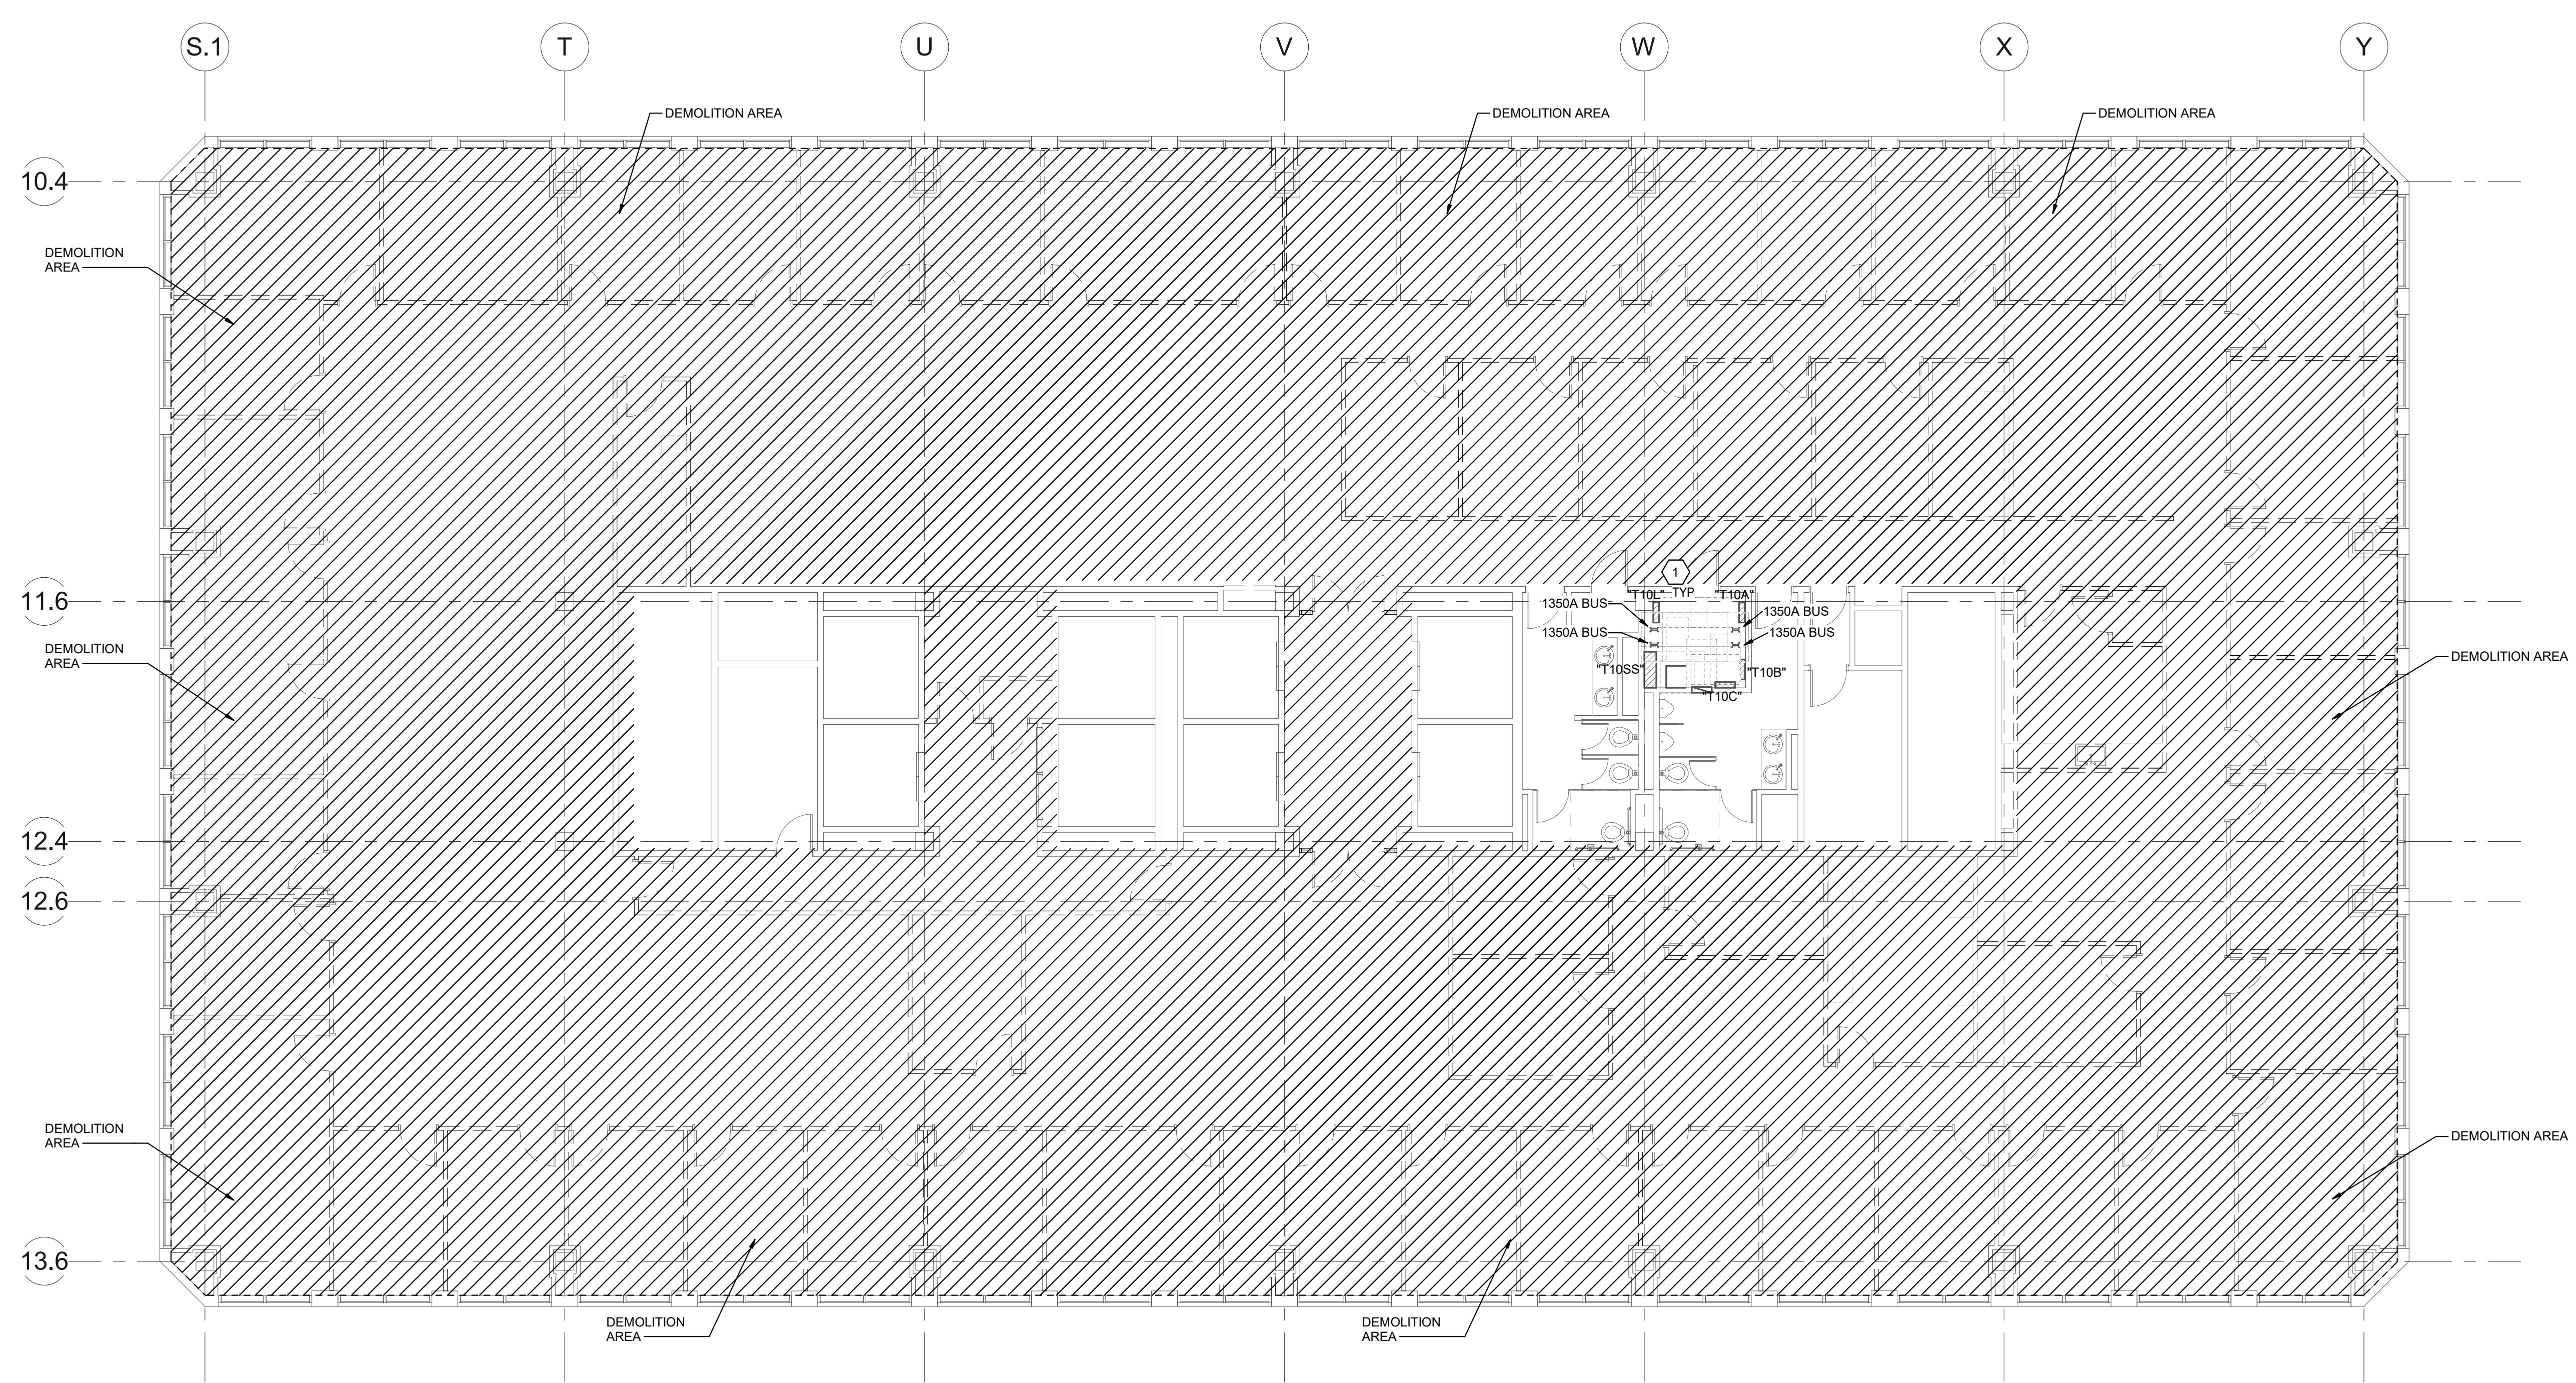 S.1
T
U
V
W
X
Y
DEMOLITION AREA
DEMOLITION AREA
DEMOLITION AREA
10.4
DEMOLITION
AREA
1
TYP
11.6
"T10L"
"T10A"
1350A BUS
1350A BUS
1350A BUS
1350A BUS
"T10SS"
"T10B"
"T10C"
DEMOLITION
AREA
DEMOLITION AREA
12.4
12.6
DEMOLITION
AREA
DEMOLITION AREA
13.6
DEMOLITION
AREA
DEMOLITION
AREA